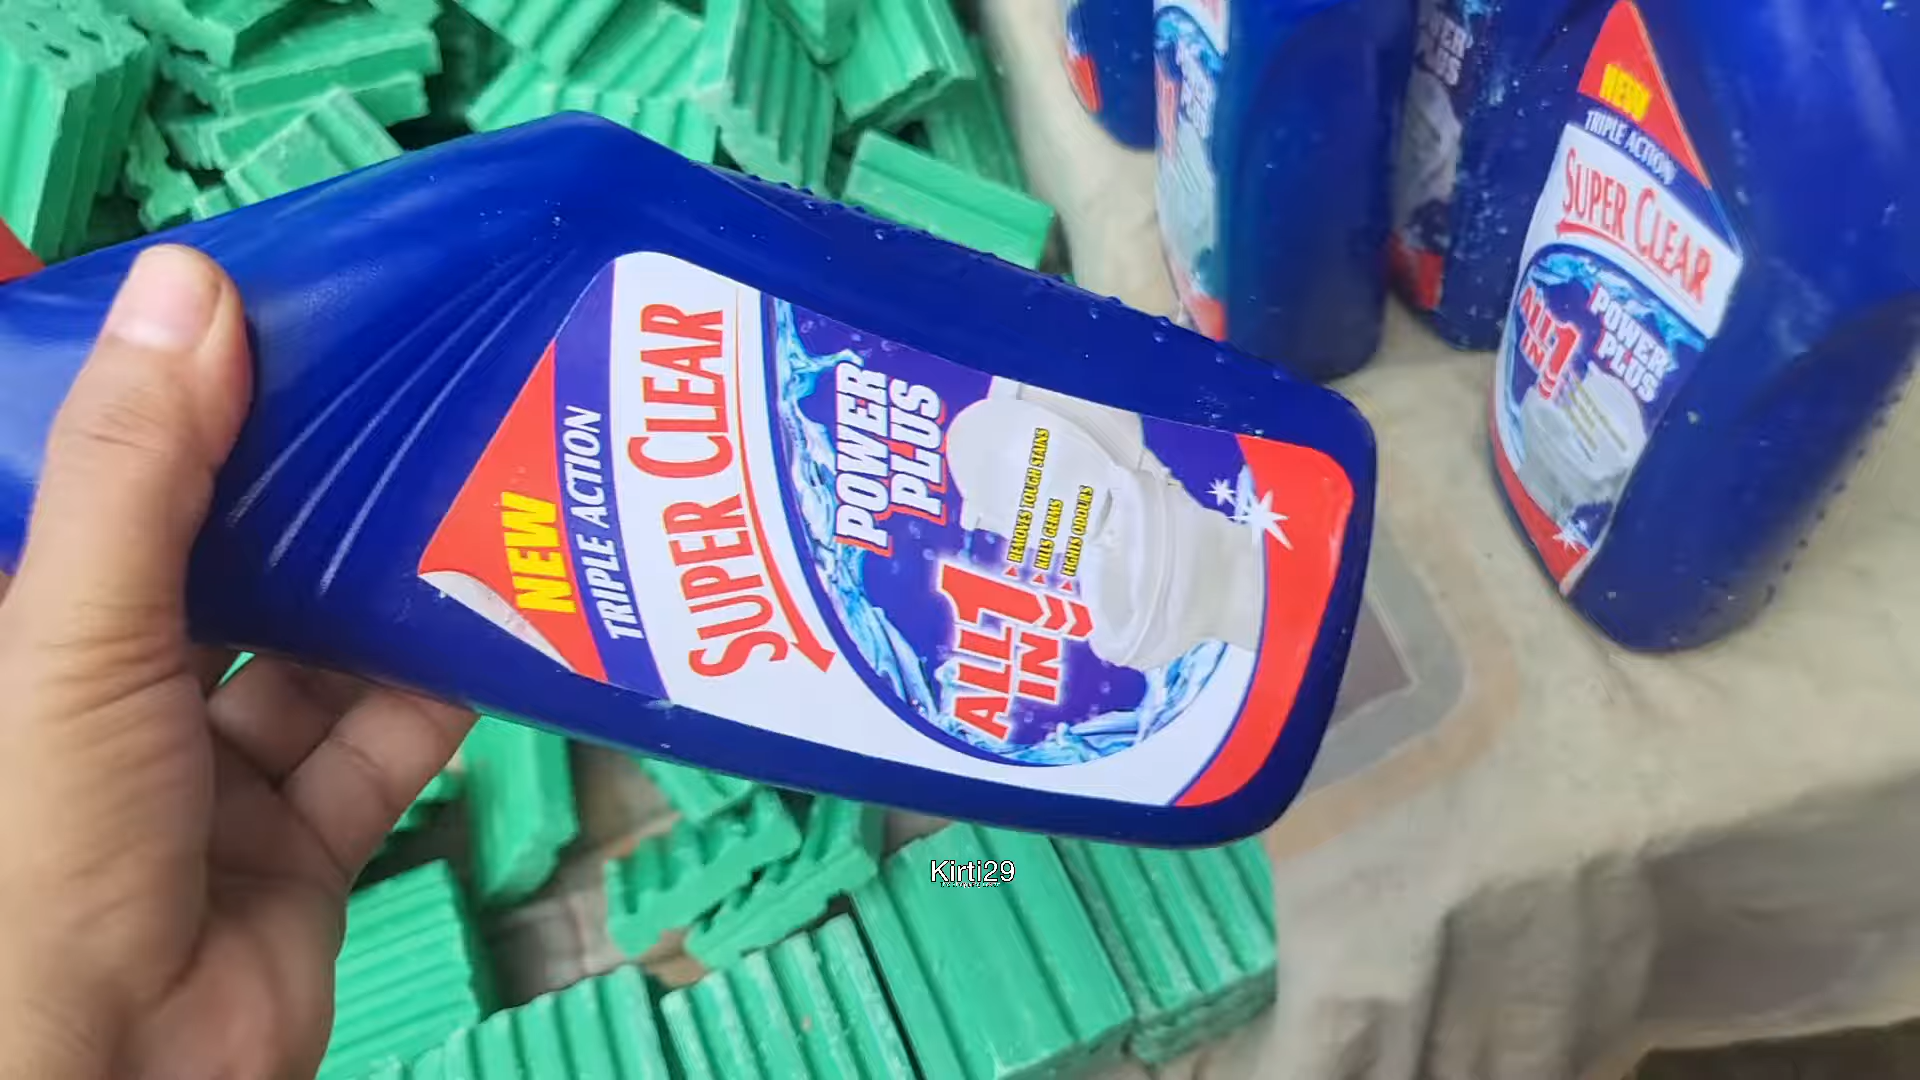 NEW
TRIPLE ACTION
SUPER CLEAR
POWER
PLUS
ALL
IN 1
REMOVES TOUGH STAINS
KILLS GERMS
FIGHTS ODOURS
NEW
TRIPLE ACTION
SUPER CLEAR
POWER
PLUS
ALL
IN 1
Kirti29